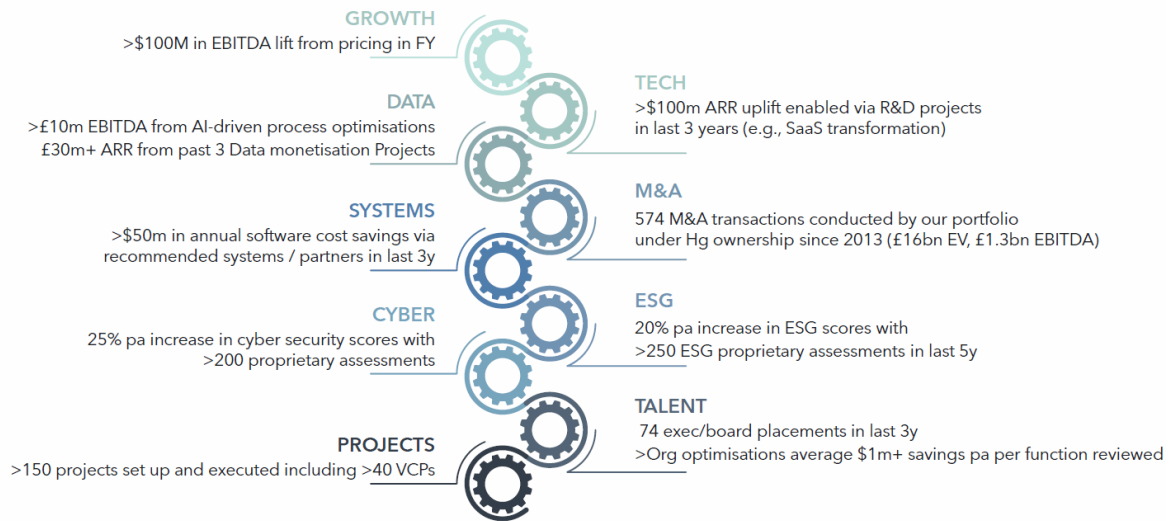 GROWTH
>$100M in EBITDA lift from pricing in FY
TECH
>$100m ARR uplift enabled via R&D projects
in last 3 years (e.g., SaaS transformation)
DATA
>£10m EBITDA from AI-driven process optimisations
£30m+ ARR from past 3 Data monetisation Projects
M&A
574 M&A transactions conducted by our portfolio
under Hg ownership since 2013 (£16bn EV, £1.3bn EBITDA)
SYSTEMS
>$50m in annual software cost savings via
recommended systems / partners in last 3y
ESG
20% pa increase in ESG scores with
>250 ESG proprietary assessments in last 5y
CYBER
25% pa increase in cyber security scores with
>200 proprietary assessments
TALENT
74 exec/board placements in last 3y
>Org optimisations average $1m+ savings pa per function reviewed
PROJECTS
>150 projects set up and executed including >40 VCPs